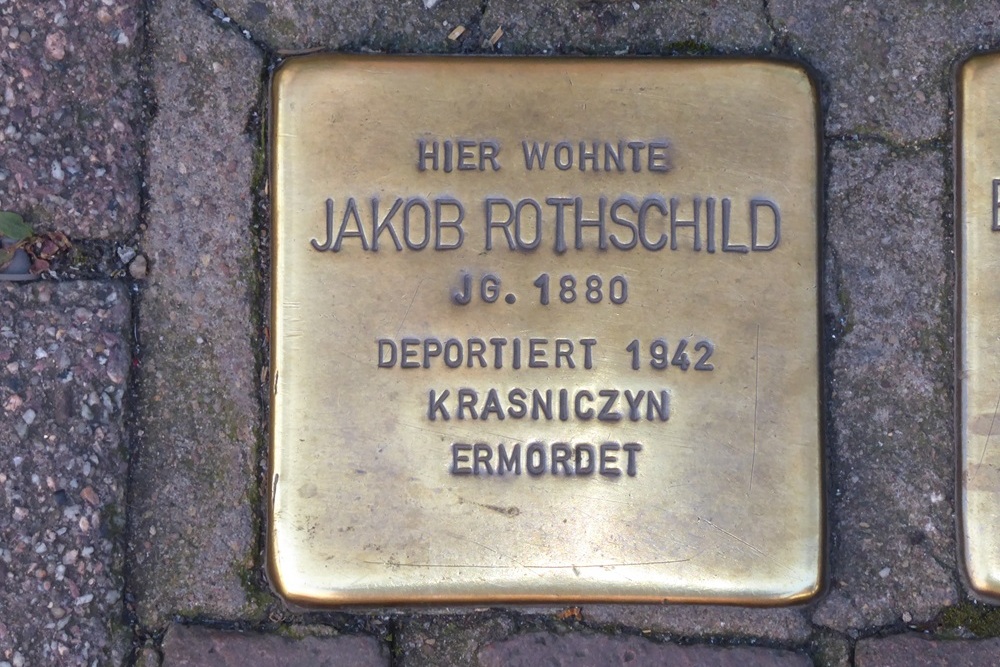 HIER WOHNTE
JAKOB ROTHSCHILD
JG. 1880
DEPORTIERT 1942
KRASNICZYN
ERMORDET